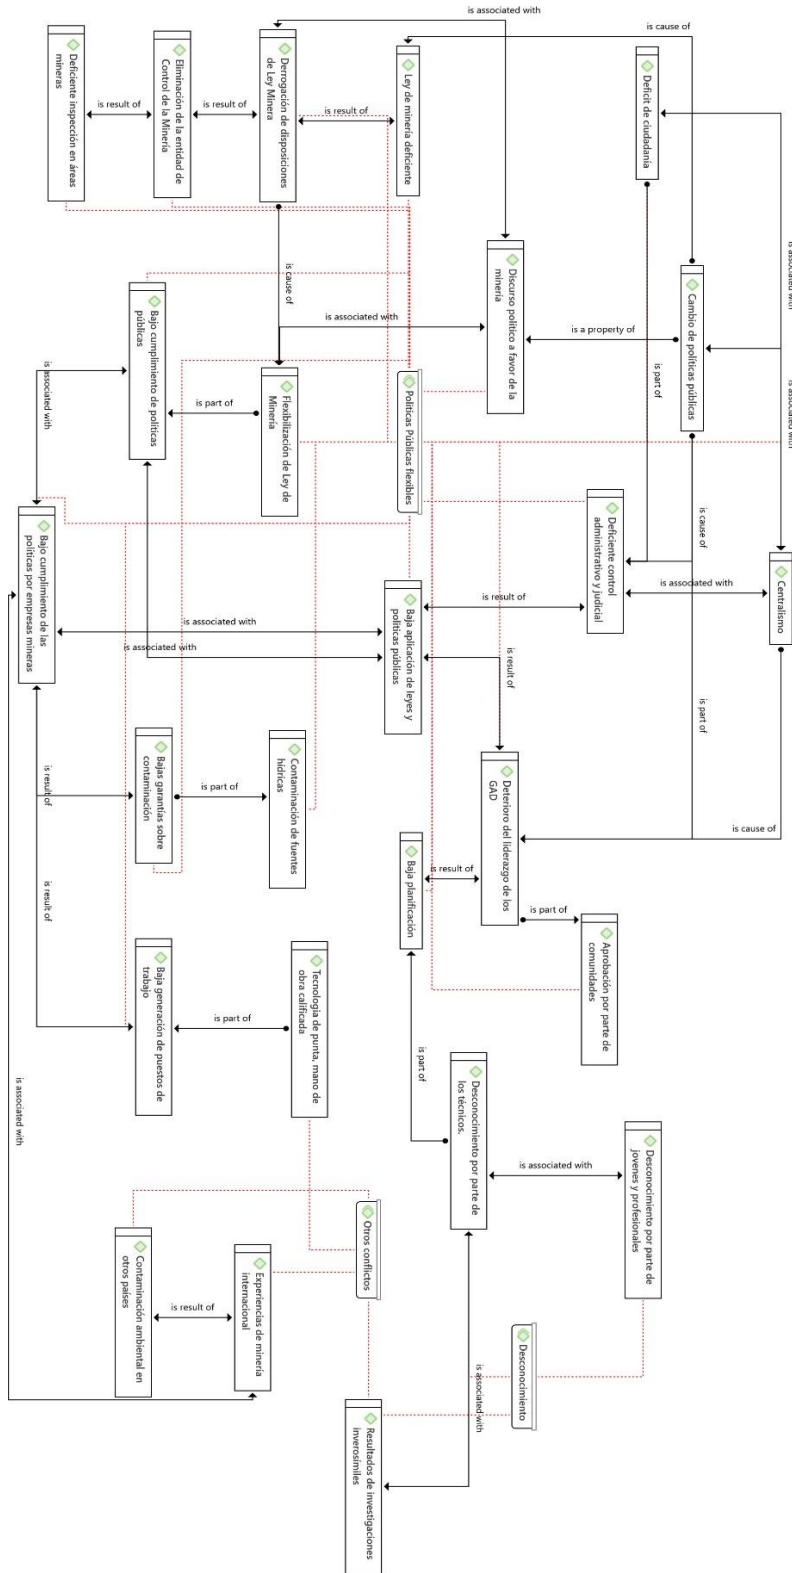 is associated with
is cause of
Deficiente inspección en áreas
mineras
is result of
Eliminación de la entidad de
Control de la Minería
is result of
Derrogación de disposiciones
de Ley Minera
is result of
Ley de minería deficiente
Deficit de ciudadania
is associated with
is cause of
is associated with
Discurso político a favor de la
minería
is a property of
Cambio de políticas públicas
is part of
is associated with
Bajo cumplimiento de políticas
públicas
is part of
Flexibilización de Ley de
Minería
Políticas Públicas flexibles
is associated with
Deficiente control
administrativo y judicial
is cause of
Centralismo
is associated with
Bajo cumplimiento de las
políticas por empresas mineras
is associated with
is associated with
Baja aplicación de leyes y
políticas públicas
is result of
is result of
is part of
is cause of
Bajas garantías sobre
contaminación
is part of
Contaminación de fuentes
hídricas
is result of
Deterioro del liderazgo de los
GAD
is result of
Baja planificación
is part of
Aprobación por parte de
comunidades
is result of
Baja generación de puestos de
trabajo
is part of
Tecnología de punta, mano de
obra calificada
is part of
Desconocimiento por parte de
los técnicos.
is associated with
Desconocimiento por parte de
jovenes y profesionales
is associated with
Contaminación ambiental en
otros países
is result of
Experiencias de minería
internacional
Otros conflictos
is associated with
Desconocimiento
Resultados de investigaciones
inverosímiles